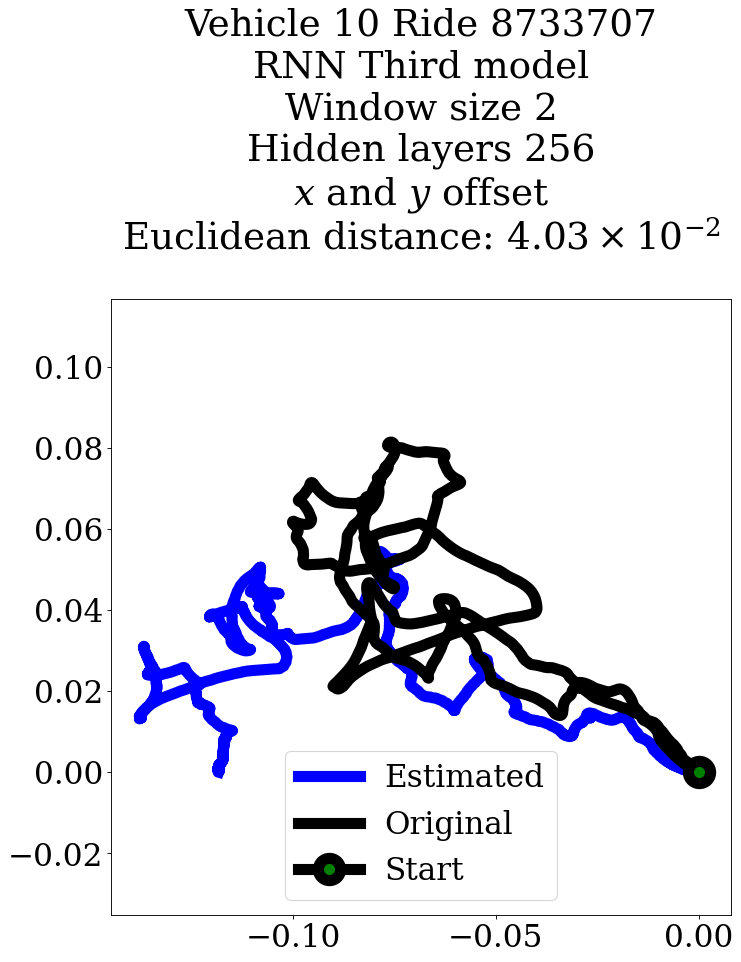 Vehicle 10 Ride 8733707
RNN Third model
Window size 2
Hidden layers 256
x and y offset
Euclidean distance: 4.03 × 10⁻²
0.10
0.08
0.06
0.04
0.02
0.00
−0.02
Estimated
Original
Start
−0.10
−0.05
0.00